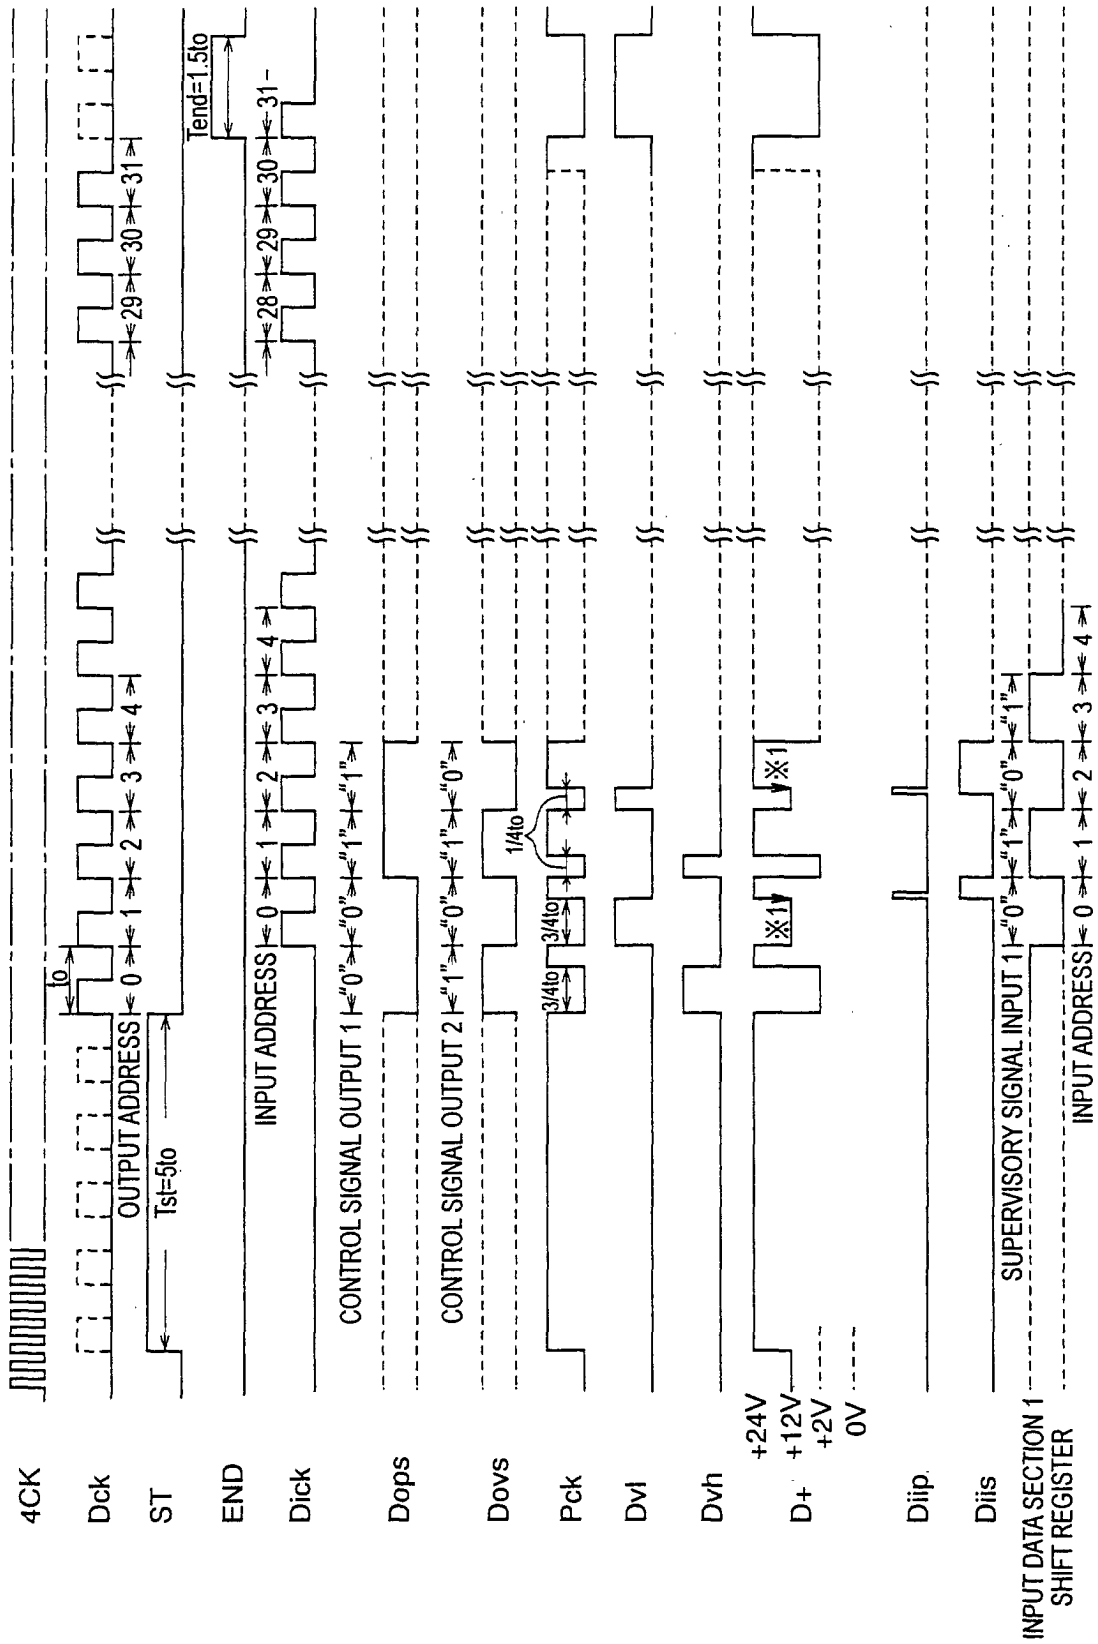 4CK
Dck
to
OUTPUT ADDRESS 0 1 2 3 4 29 30 31
ST
Tst=5to
END
Tend=1.5to
INPUT ADDRESS 0 1 2 3 4 28 29 30 31
Dick
CONTROL SIGNAL OUTPUT 1 "0" "0" "1" "1"
Dops
CONTROL SIGNAL OUTPUT 2 "1" "0" "1" "0"
Dovs
Pck
3/4to 3/4to 1/4to
Dvl
Dvh
D+
+24V
+12V
+2V
0V
※1 ※1
Diip
Diis
SUPERVISORY SIGNAL INPUT 1 "0" "1" "0" "1"
INPUT DATA SECTION 1
SHIFT REGISTER
INPUT ADDRESS 0 1 2 3 4